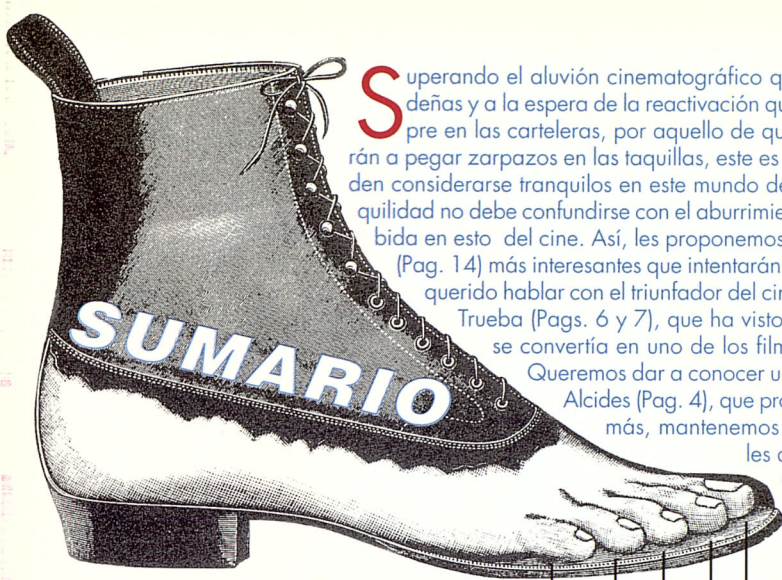 Superando el aluvión cinematográfico q
deñas y a la espera de la reactivación qu
pre en las carteleras, por aquello de qu
rán a pegar zarpazos en las taquillas, este es
den considerarse tranquilos en este mundo de
quilidad no debe confundirse con el aburrimie
bida en esto del cine. Así, les proponemos
(Pag. 14) más interesantes que intentarán
querido hablar con el triunfador del cin
Trueba (Pags. 6 y 7), que ha visto
se convertía en uno de los film
Queremos dar a conocer u
Alcides (Pag. 4), que pro
más, mantenemos
les
SUMARIO